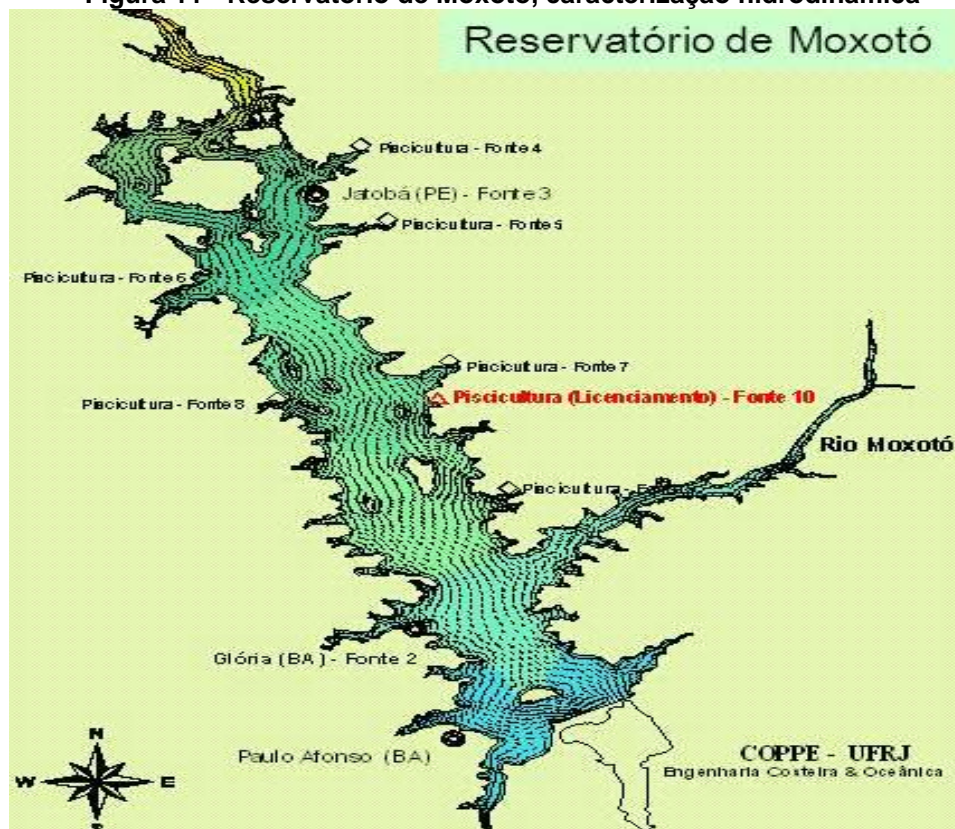 Reservatório de Moxotó
Piscicultura - Fonte 4
Jatobá (PE) - Fonte 3
Piscicultura - Fonte 5
Piscicultura - Fonte 6
Piscicultura - Fonte 7
Piscicultura (Licenciamento) - Fonte 10
Piscicultura - Fonte 8
Rio Moxotó
Piscicultura - Fo
Glória (BA) - Fonte 2
Paulo Afonso (BA)
N
W
E
S
COPPE - UFRJ
Engenharia Costeira & Oceânica